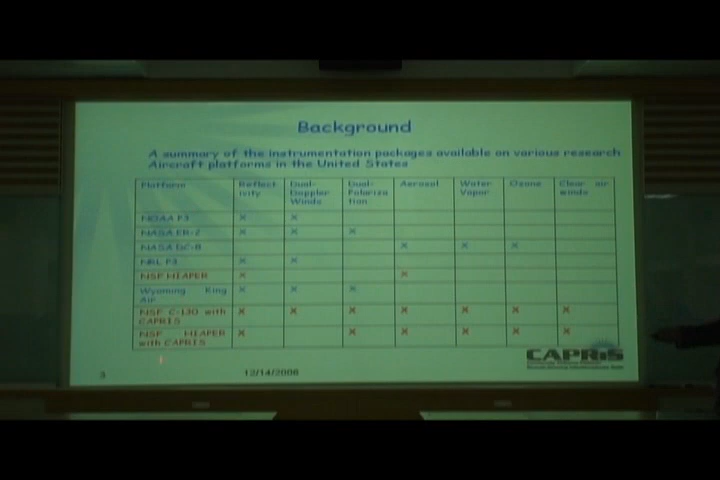 Background
A summary of the instrumentation packages available on various research
Aircraft platforms in the United States
Platform Reflect Dual- Dual- Aerosol Water Ozone Clear air
ivity Doppler Polariza Vapor winds
Winds tion
NOAA P3 X X
NASA ER-2 X X X
NASA DC-8 X X X
NRL P3 X X
NSF HIAPER X X
Wyoming King X X X
Air
NSF C-130 with X X X X X X X
CAPRIS
NSF HIAPER X X X X X X
with CAPRIS
CAPRiS
3 12/14/2008